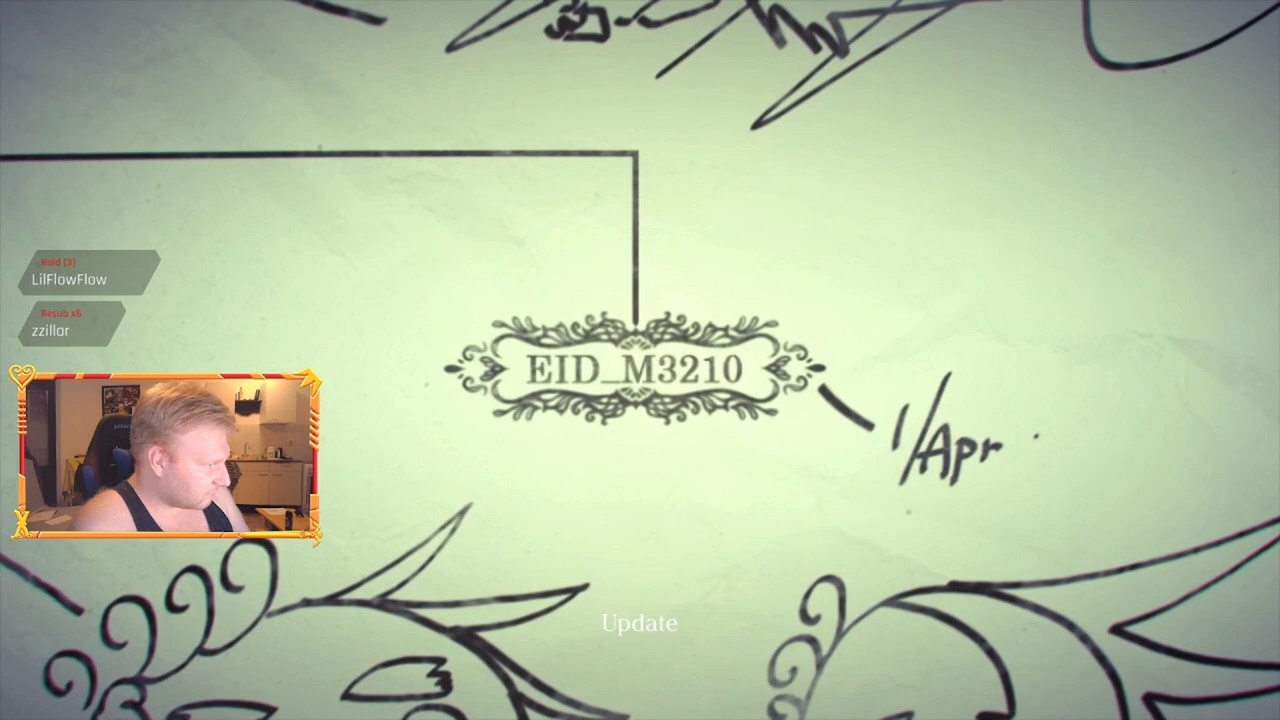 Raid (3)
LilFlowFlow
Resub x6
zzillar
EID_M3210
1/Apr
Update